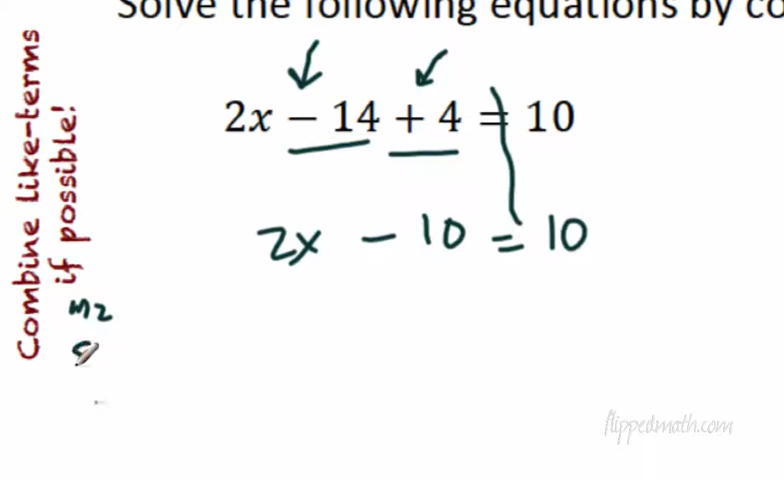 Solve the following equations by co
Combine like-terms
if possible!
2x − 14 + 4 = 10
2x − 10 = 10
M2
flippedmath.com